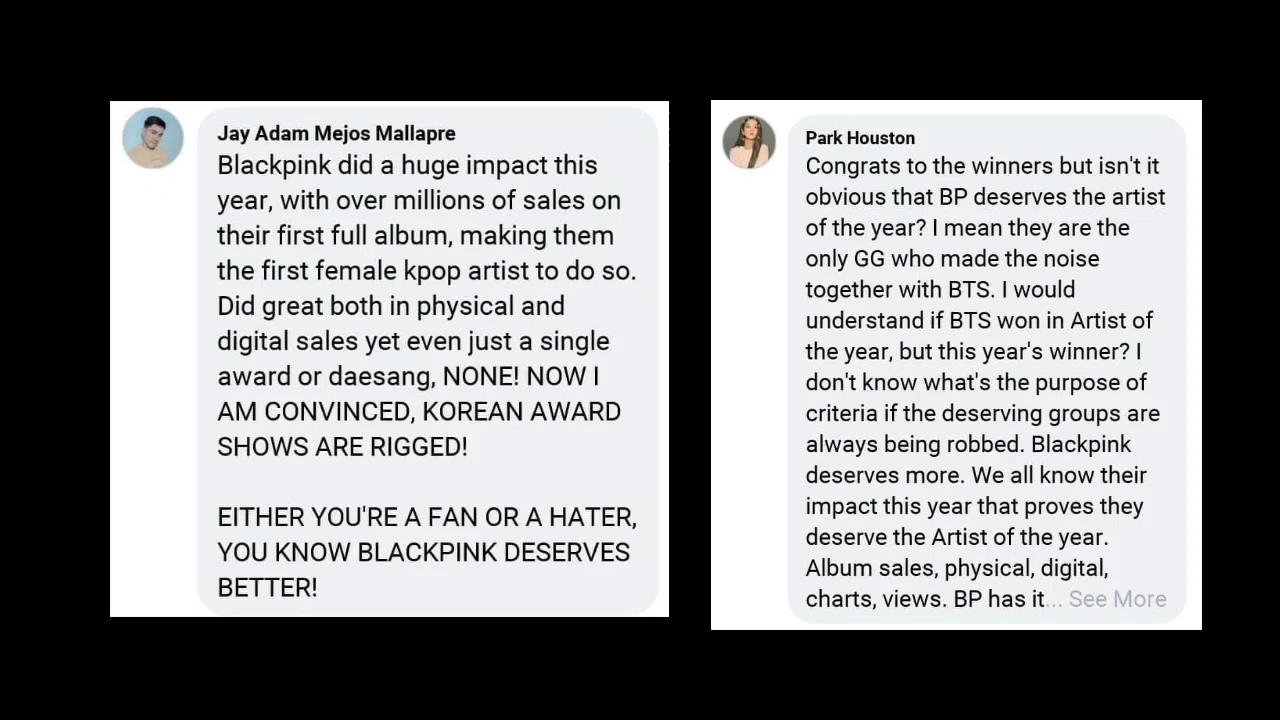 Jay Adam Mejos Mallapre
Blackpink did a huge impact this
year, with over millions of sales on
their first full album, making them
the first female kpop artist to do so.
Did great both in physical and
digital sales yet even just a single
award or daesang, NONE! NOW I
AM CONVINCED, KOREAN AWARD
SHOWS ARE RIGGED!
EITHER YOU'RE A FAN OR A HATER,
YOU KNOW BLACKPINK DESERVES
BETTER!
Park Houston
Congrats to the winners but isn't it
obvious that BP deserves the artist
of the year? I mean they are the
only GG who made the noise
together with BTS. I would
understand if BTS won in Artist of
the year, but this year's winner? I
don't know what's the purpose of
criteria if the deserving groups are
always being robbed. Blackpink
deserves more. We all know their
impact this year that proves they
deserve the Artist of the year.
Album sales, physical, digital,
charts, views. BP has it... See More